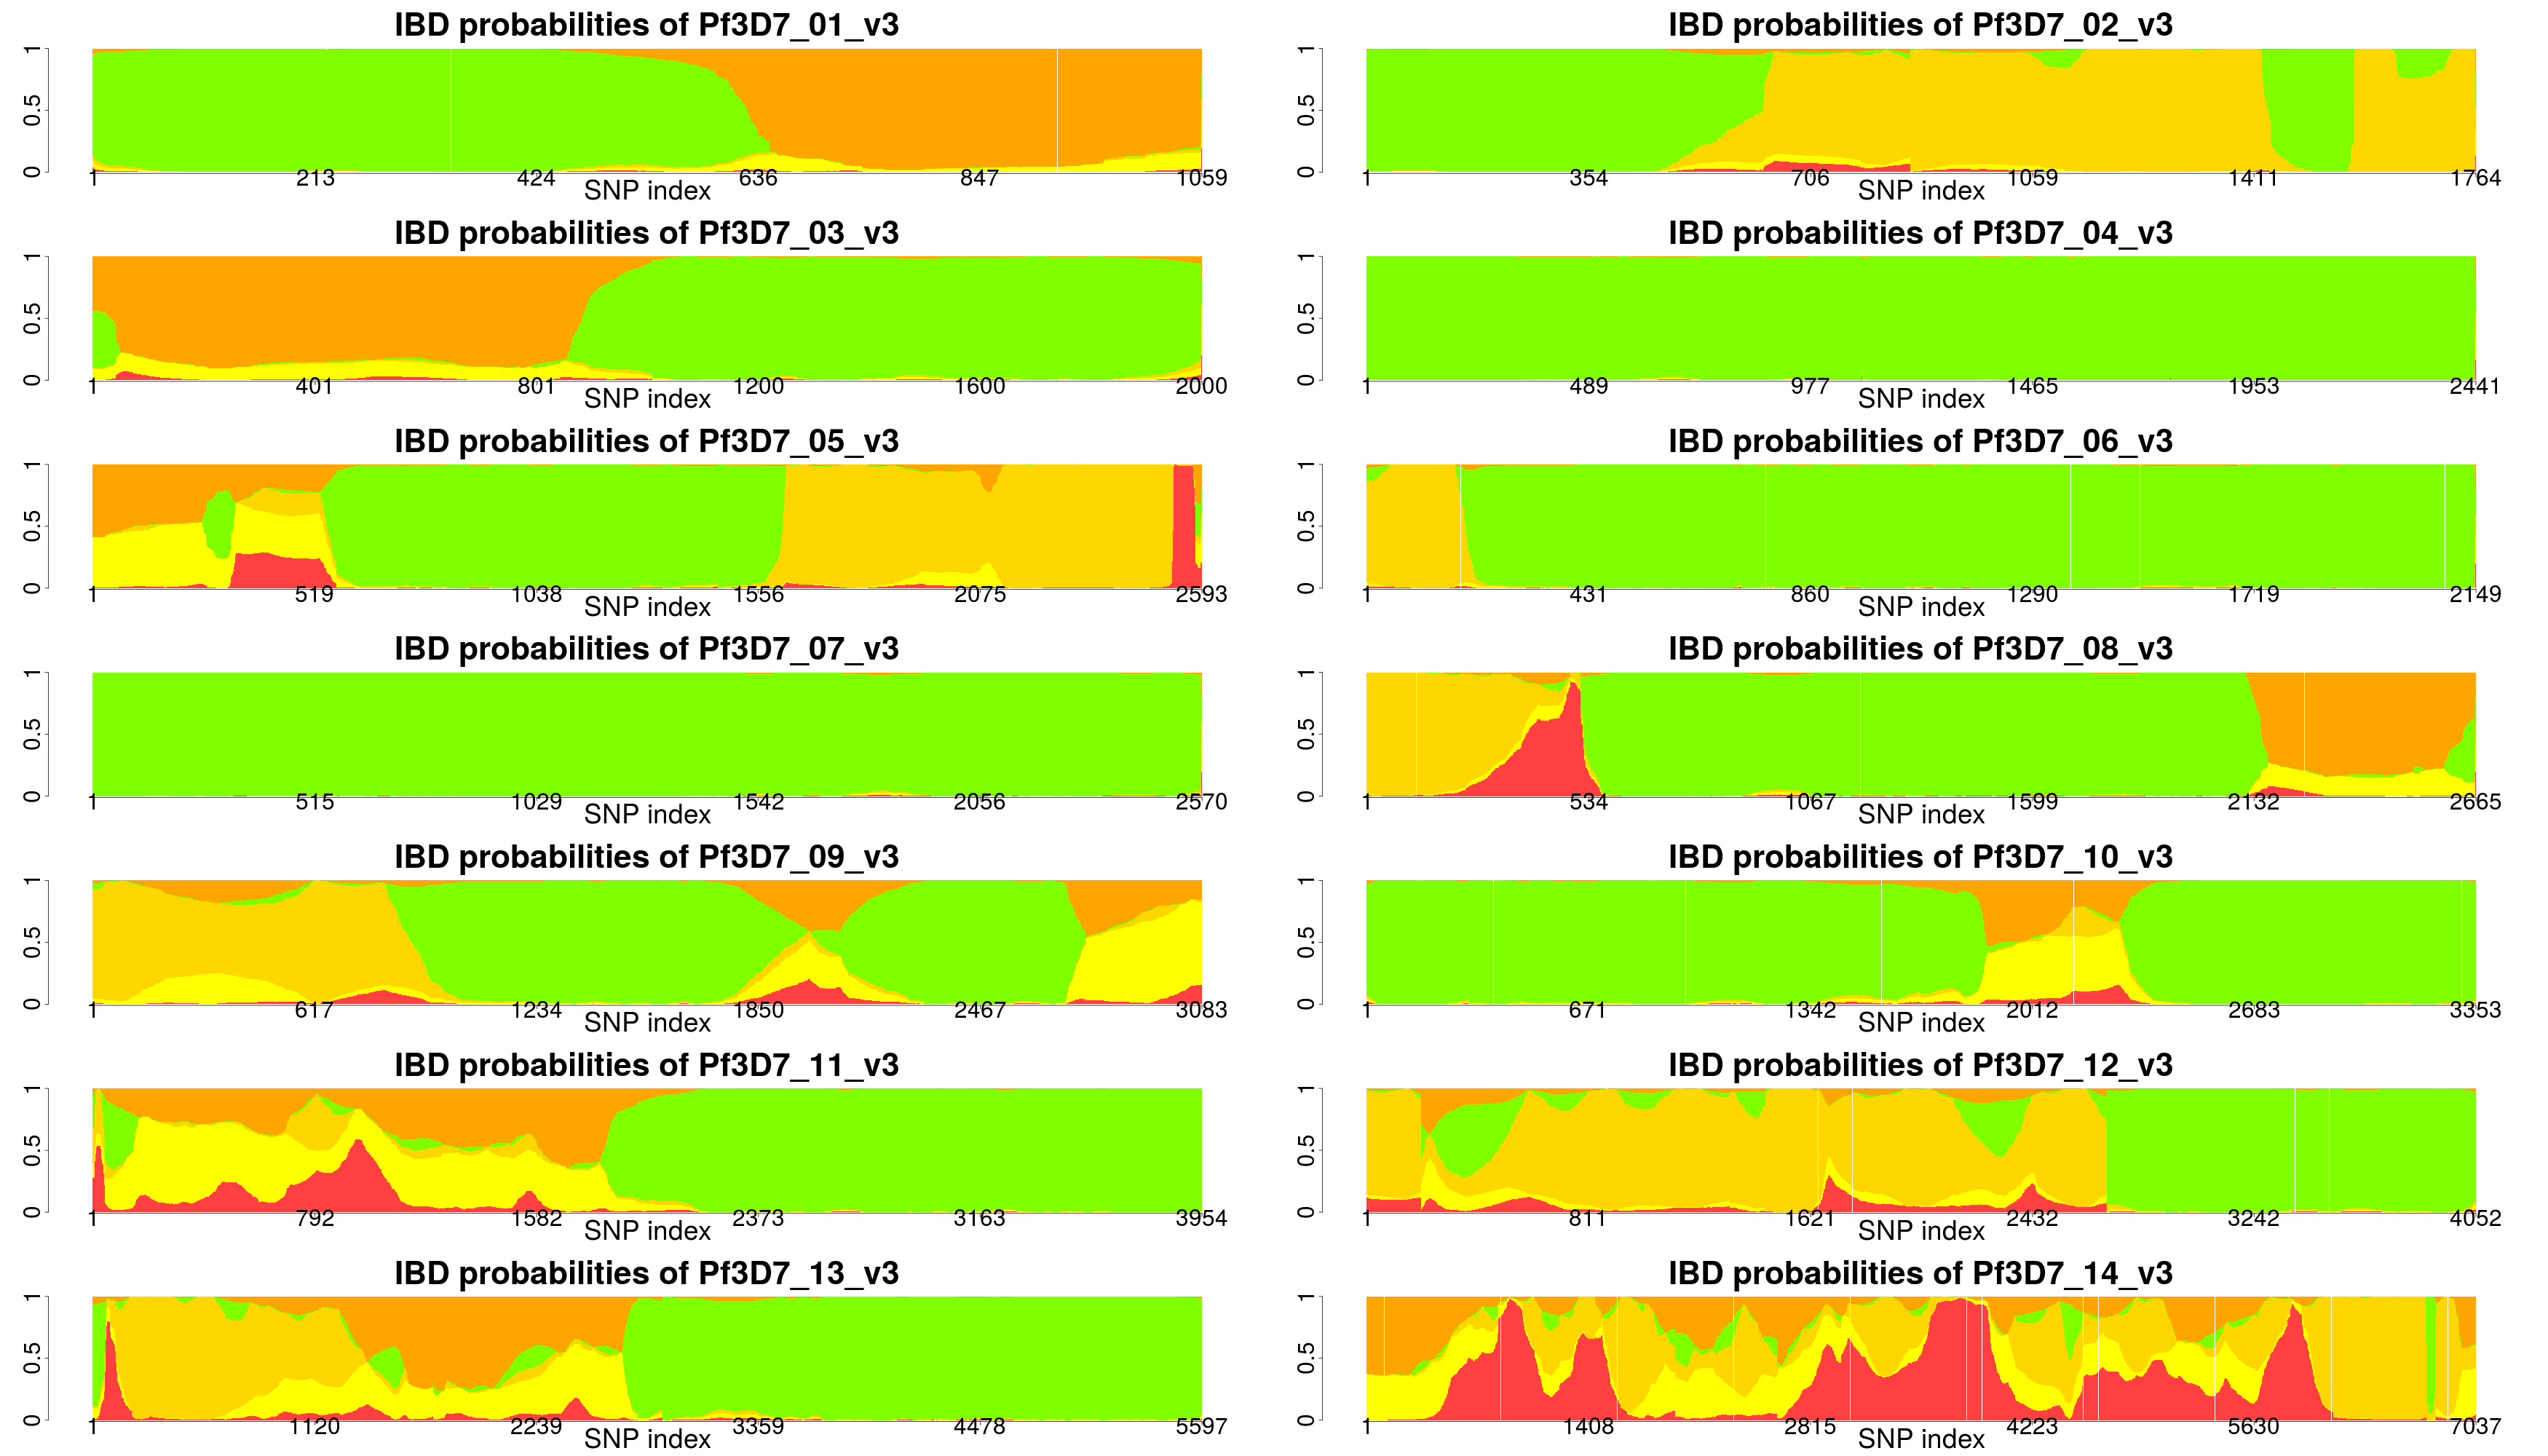 IBD probabilities of Pf3D7_01_v3
0 0.5 1
1 213 424 636 847 1059
SNP index
IBD probabilities of Pf3D7_02_v3
0 0.5 1
1 354 706 1059 1411 1764
SNP index
IBD probabilities of Pf3D7_03_v3
0 0.5 1
1 401 801 1200 1600 2000
SNP index
IBD probabilities of Pf3D7_04_v3
0 0.5 1
1 489 977 1465 1953 2441
SNP index
IBD probabilities of Pf3D7_05_v3
0 0.5 1
1 519 1038 1556 2075 2593
SNP index
IBD probabilities of Pf3D7_06_v3
0 0.5 1
1 431 860 1290 1719 2149
SNP index
IBD probabilities of Pf3D7_07_v3
0 0.5 1
1 515 1029 1542 2056 2570
SNP index
IBD probabilities of Pf3D7_08_v3
0 0.5 1
1 534 1067 1599 2132 2665
SNP index
IBD probabilities of Pf3D7_09_v3
0 0.5 1
1 617 1234 1850 2467 3083
SNP index
IBD probabilities of Pf3D7_10_v3
0 0.5 1
1 671 1342 2012 2683 3353
SNP index
IBD probabilities of Pf3D7_11_v3
0 0.5 1
1 792 1582 2373 3163 3954
SNP index
IBD probabilities of Pf3D7_12_v3
0 0.5 1
1 811 1621 2432 3242 4052
SNP index
IBD probabilities of Pf3D7_13_v3
0 0.5 1
1 1120 2239 3359 4478 5597
SNP index
IBD probabilities of Pf3D7_14_v3
0 0.5 1
1 1408 2815 4223 5630 7037
SNP index